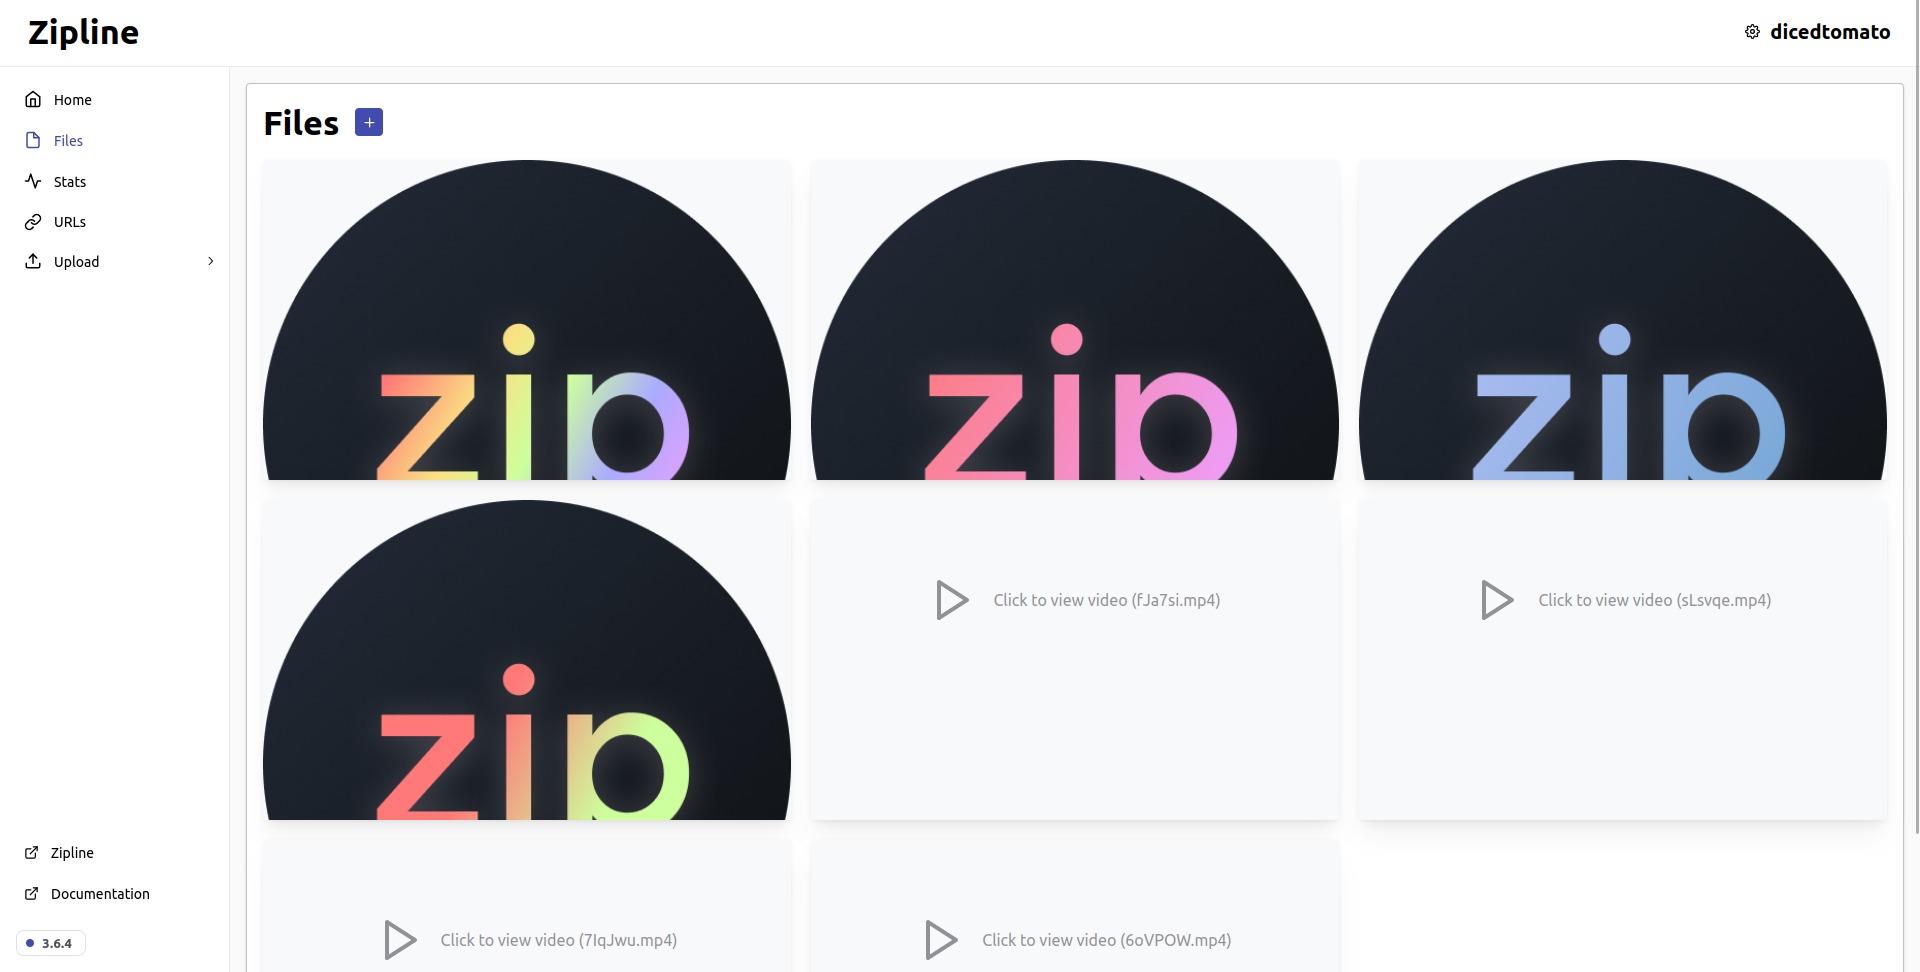 Zipline
dicedtomato
Home
Files
Stats
URLs
Upload
Zipline
Documentation
3.6.4
Files
zip
zip
zip
zip
Click to view video (fJa7si.mp4)
Click to view video (sLsvqe.mp4)
Click to view video (7IqJwu.mp4)
Click to view video (6oVPOW.mp4)